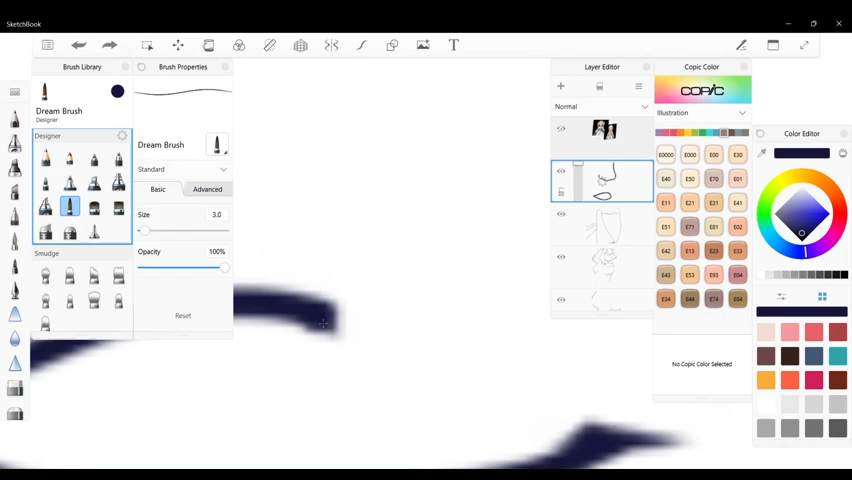 SketchBook
T
Brush Library
Brush Properties
Layer Editor
Copic Color
Dream Brush
Designer
COPIC
Normal
Illustration
Designer
Dream Brush
Color Editor
Standard
E0000 E000 E00 E30
Basic Advanced
E40 E50 E70 E01
Size 3.0
E11 E21 E31 E41
E51 E71 E81 E02
Smudge
Opacity 100%
E42 E13 E23 E33
E43 E53 E93 E04
E34 E44 E74 E84
Reset
No Copic Color Selected